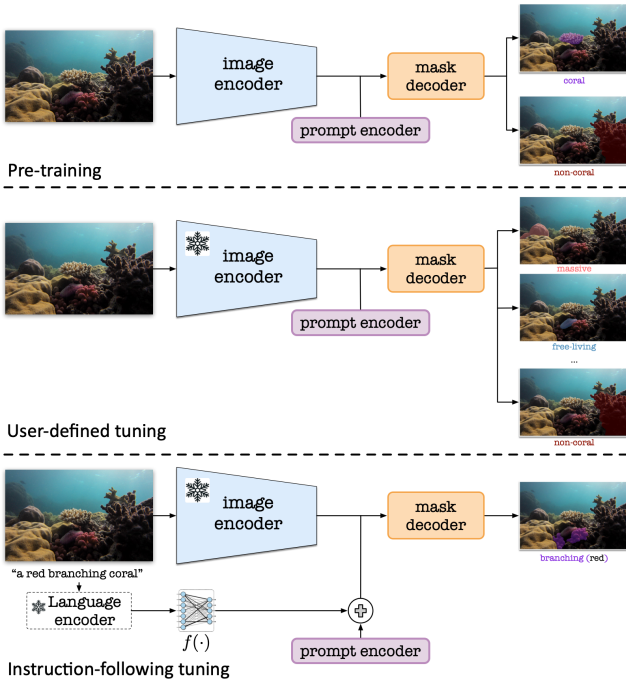 image
encoder
mask
decoder
prompt encoder
coral
non-coral
Pre-training
image
encoder
mask
decoder
prompt encoder
massive
free-living
...
non-coral
User-defined tuning
image
encoder
mask
decoder
branching (red)
"a red branching coral"
Language
encoder
f(·)
prompt encoder
Instruction-following tuning